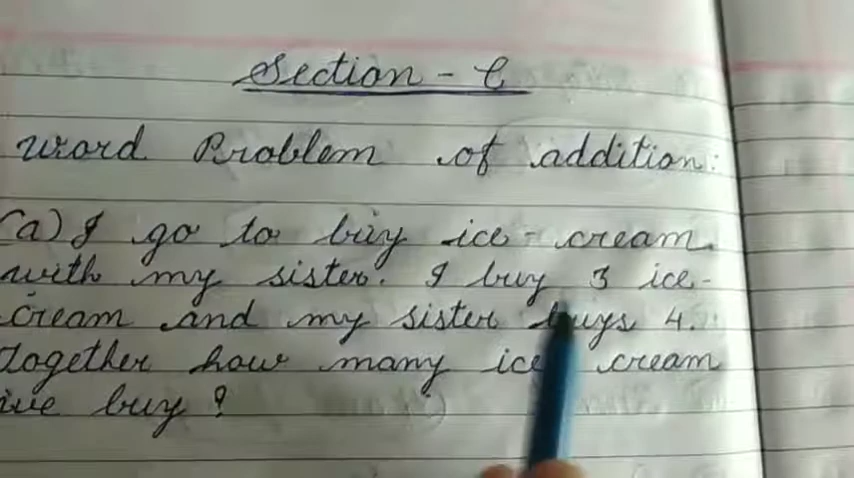 Section - C
Word Problem of addition:
(a) I go to buy ice-cream
with my sister. I buy 3 ice-
cream and my sister buys 4.
Together how many ice cream
we buy?